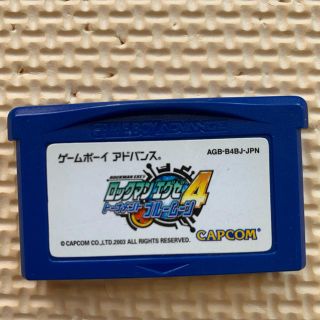 GAME BOY ADVANCE
ゲームボーイ アドバンス®
AGB-B4BJ-JPN
ROCKMAN EXE4
ロックマン エグゼ4
トーナメント ブルームーン
© CAPCOM CO.,LTD.2003 ALL RIGHTS RESERVED.
CAPCOM